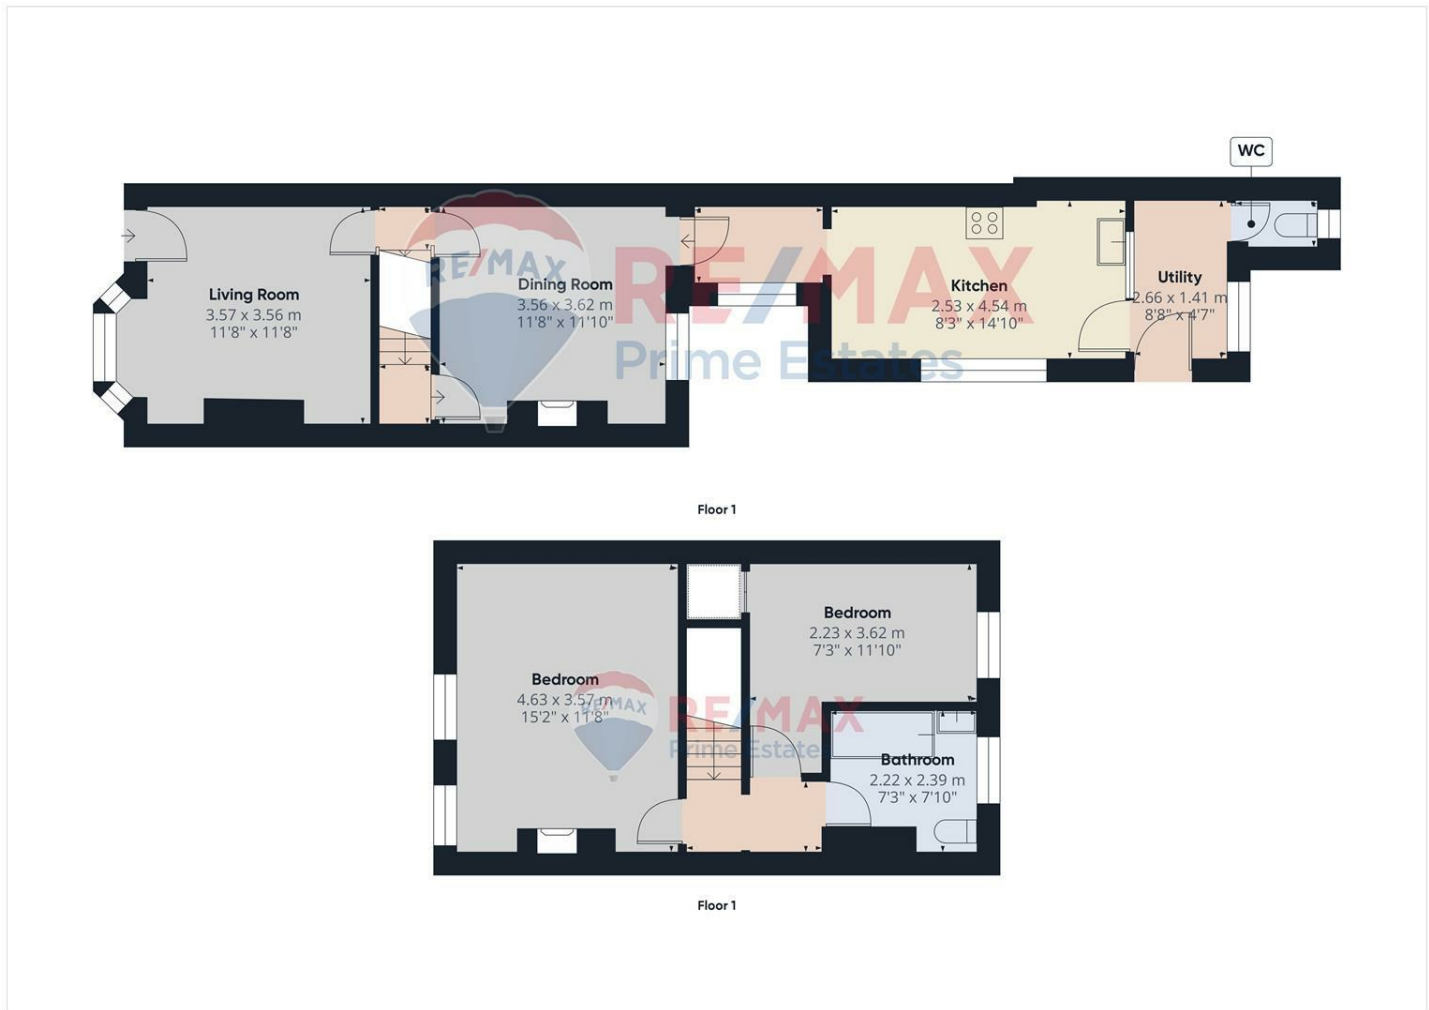 WC
Living Room
3.57 x 3.56 m
11'8" x 11'8"
Dining Room
3.56 x 3.62 m
11'8" x 11'10"
Kitchen
2.53 x 4.54 m
8'3" x 14'10"
Utility
2.66 x 1.41 m
8'8" x 4'7"
RE/MAX
RE/MAX
Prime Estates
Floor 1
Bedroom
4.63 x 3.57 m
15'2" x 11'8"
Bedroom
2.23 x 3.62 m
7'3" x 11'10"
Bathroom
2.22 x 2.39 m
7'3" x 7'10"
RE/MAX
RE/MAX
Prime Estates
Floor 1